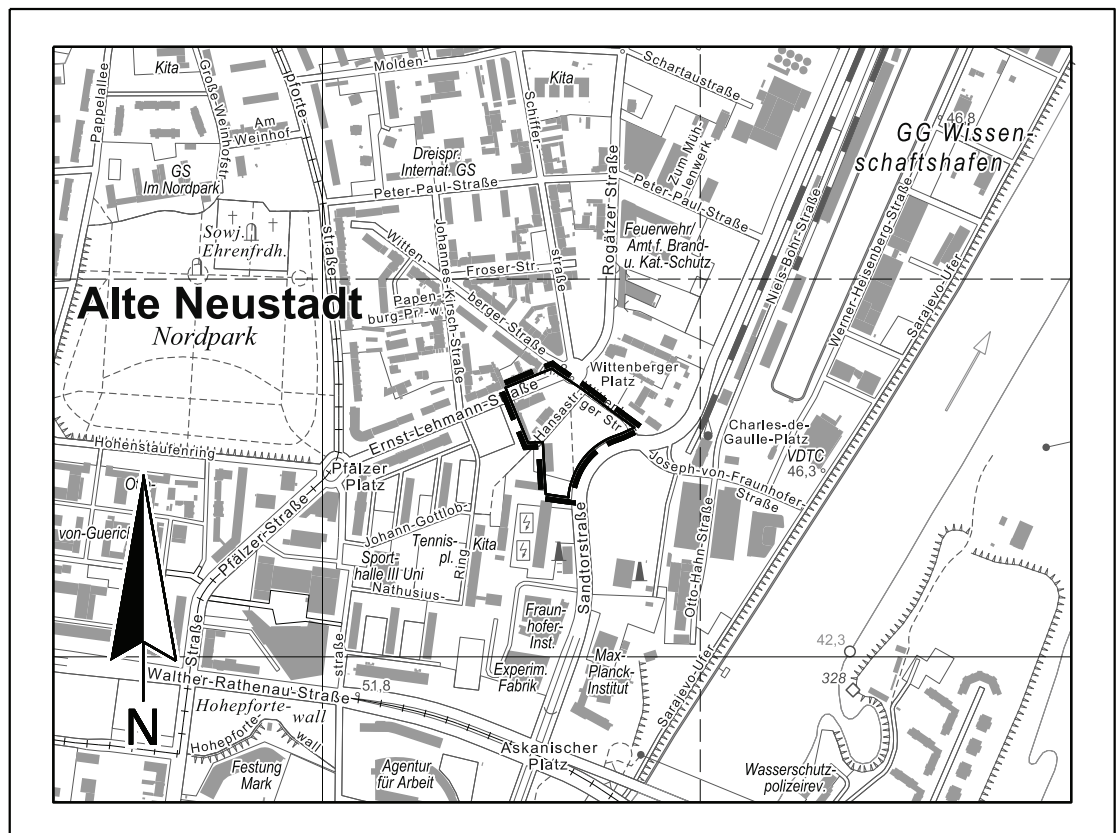 Kita
Pappelallee
Große-Weinhofstr.
Am
Weinhof
pforte-
Molden-
Schiffer-
Kita
Schartaustraße
46,8
GG Wissen-
schaftshafen
GS
Im Nordpark
Dreispr.
Internat. GS
Zum Müh-
lenwerk
Peter-Paul-Straße
Peter-Paul-Straße
Sowj.
Ehrenfrdh.
straße
Witten-
Johannes-Kirsch-Straße
Froser-Str.
straße
Rogätzer-Straße
Feuerwehr/
Amt f. Brand-
u. Kat.-Schutz
Niels-Bohr-Straße
Werner-Heisenberg-Straße
Saralevo-Ufer
Alte Neustadt
Nordpark
Papen
burg-Pr.-w.
berger-Straße
Wittenberger
Platz
Ernst-Lehmann-Straße
Hansastr.
ger Str.
Charles-de-
Gaulle-Platz
VDTC
46,3
Hohenstaufenring
Pfälzer
Platz
Joseph-von-Fraunhofer-
Straße
Otto-
von-Guerick
Pfälzer-Straße
Johann-Gottlob-
Tennis-
pl.
Ring
Kita
Sport-
halle III Uni
Nathusius-
Sandtorstraße
Otto-Hahn-Straße
Fraun-
hofer-
Inst.
Experim.
Fabrik
Max-
Planck-
Institut
Saralevo-Ufer
42,3
328
Straße
straße
Walther-Rathenau-Straße
51,8
N
Hohepforte-
wall
Hohepforte-
wall
Festung
Mark
Agentur
für Arbeit
Askanischer
Platz
Wasserschutz-
polizeirev.